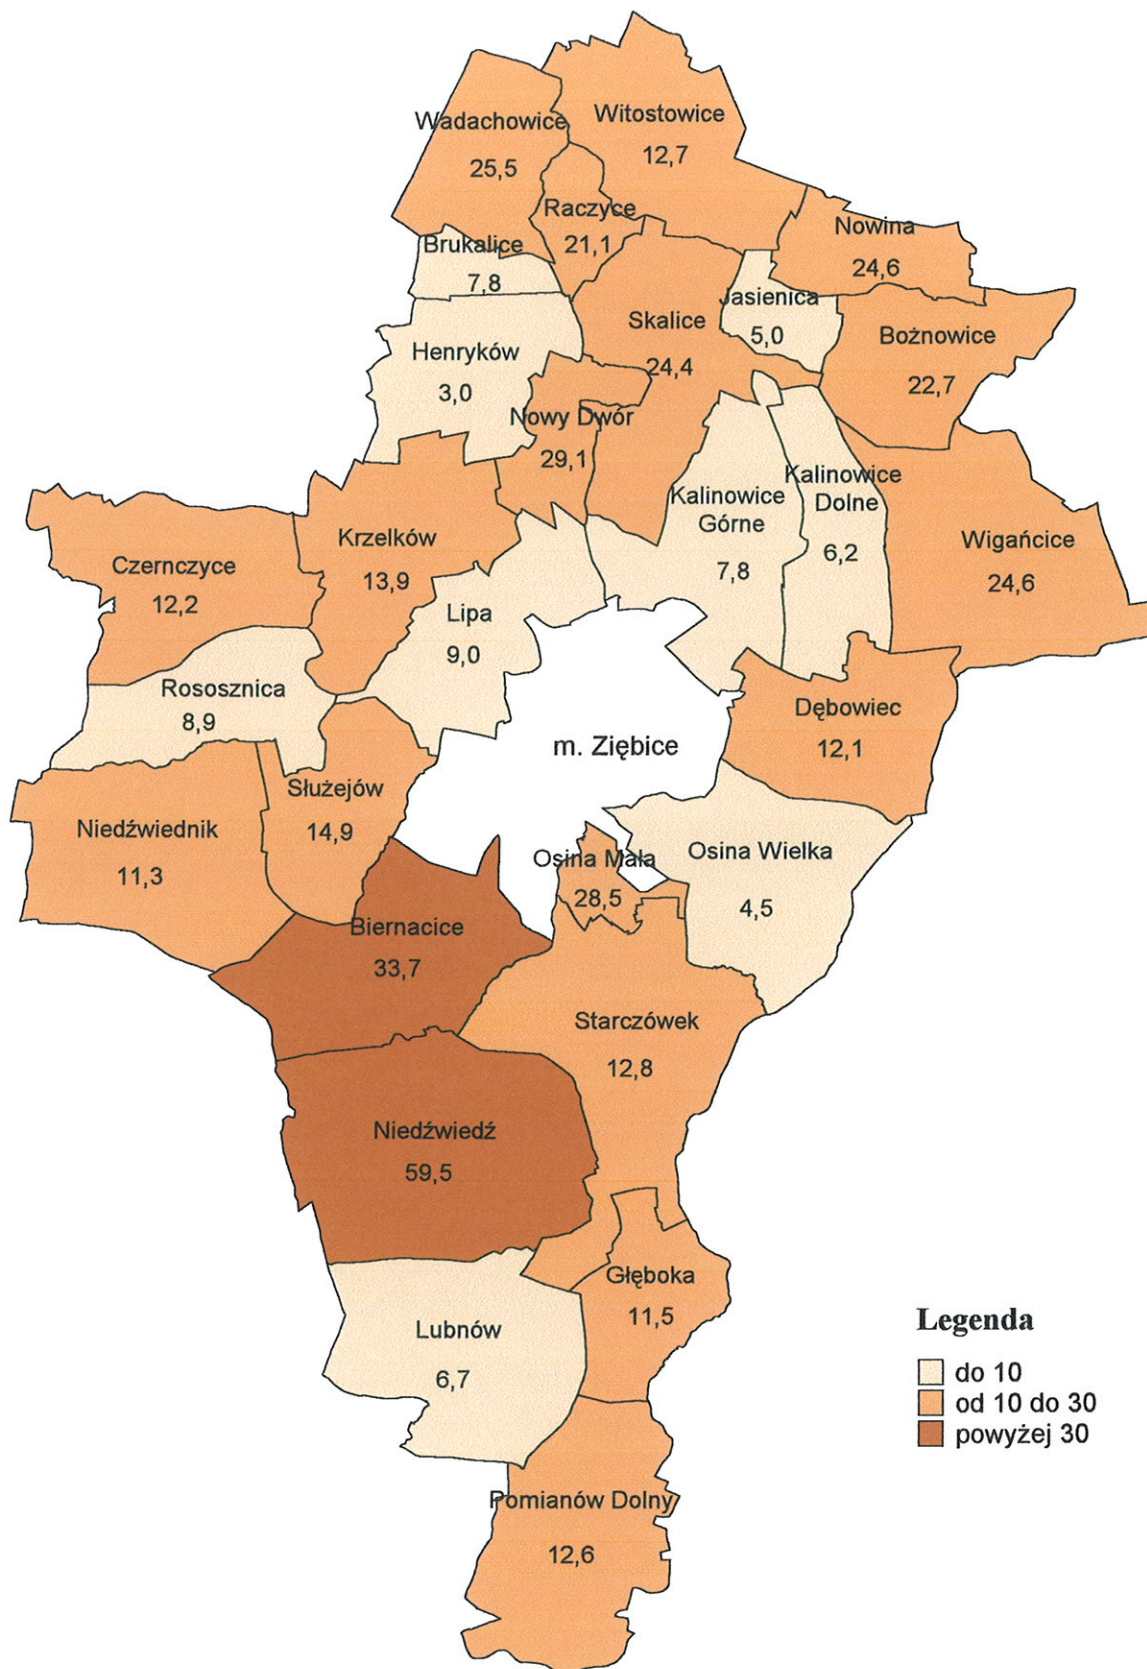 Wadachowice
25,5
Witostowice
12,7
Raczyce
21,1
Nowina
24,6
Brukalice
7,8
Jasienica
5,0
Skalice
24,4
Bożnowice
22,7
Henryków
3,0
Nowy Dwór
29,1
Kalinowice
Górne
7,8
Kalinowice
Dolne
6,2
Wigańcice
24,6
Czernczyce
12,2
Krzelków
13,9
Lipa
9,0
Rososznica
8,9
m. Ziębice
Dębowiec
12,1
Służejów
14,9
Niedźwiednik
11,3
Osina Mała
28,5
Osina Wielka
4,5
Biernacice
33,7
Starczówek
12,8
Niedźwiedź
59,5
Głęboka
11,5
Lubnów
6,7
Pomianów Dolny
12,6
Legenda
do 10
od 10 do 30
powyżej 30